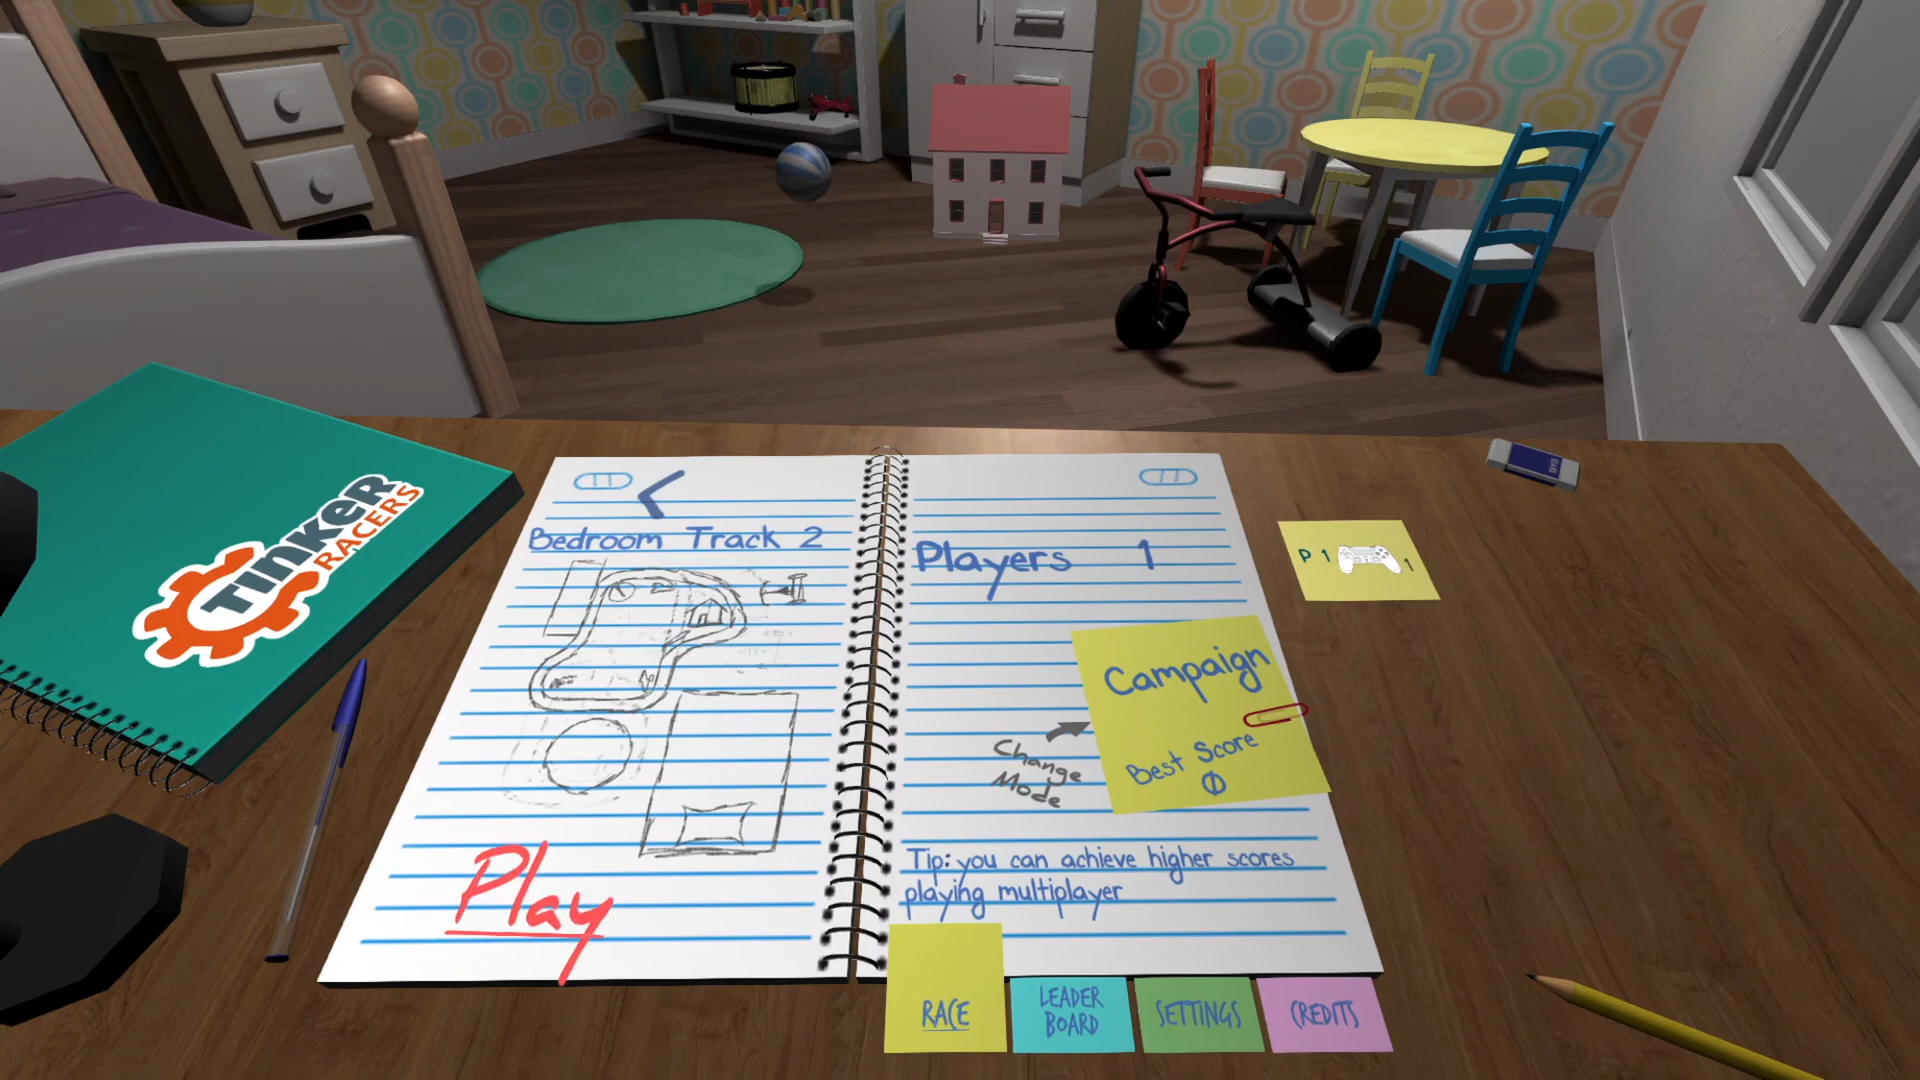 TINKER
RACERS
Bedroom Track 2
Play
Players 1
P 1
1
Campaign
Best Score
0
Change
Mode
Tip: you can achieve higher scores
playing multiplayer
RACE
LEADER
BOARD
SETTINGS
CREDITS